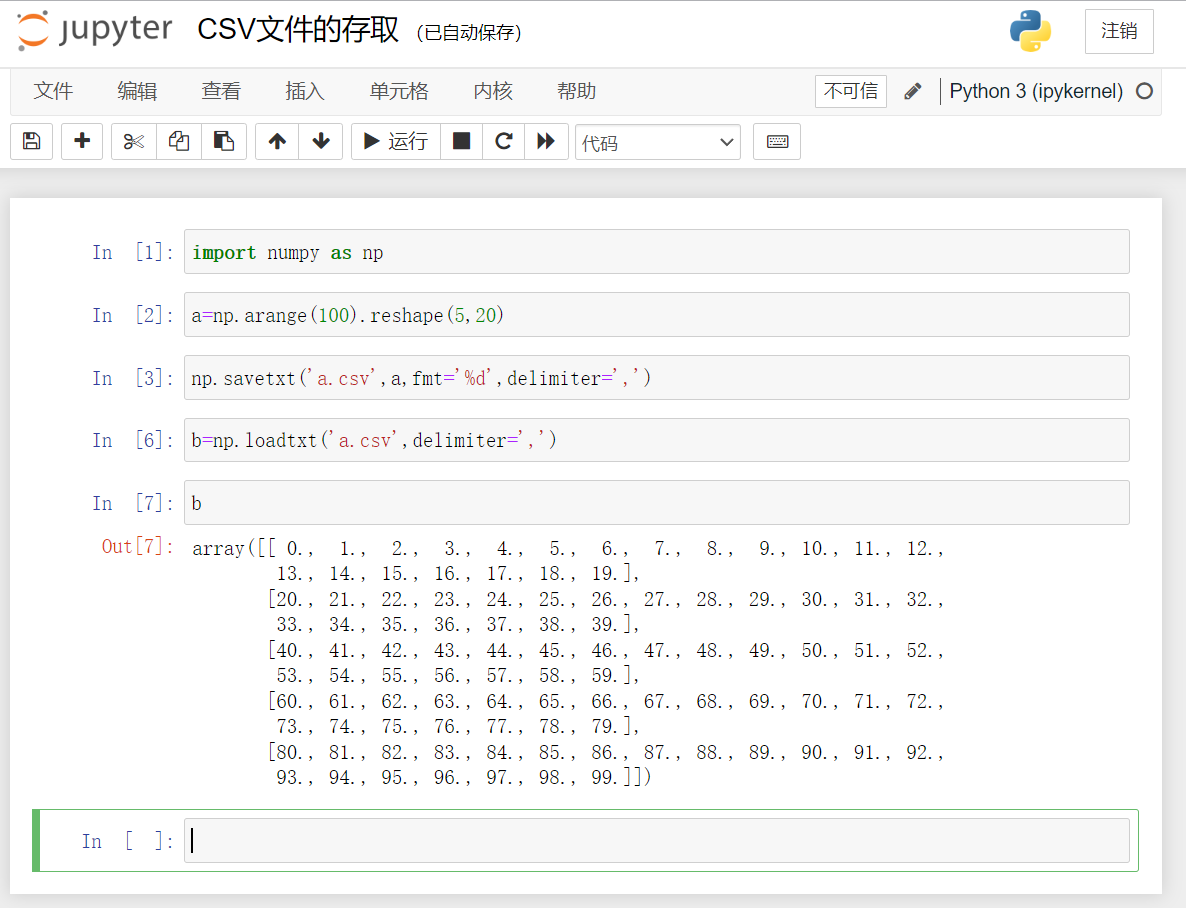 jupyter CSV文件的存取 (已自动保存) 注销
文件 编辑 查看 插入 单元格 内核 帮助 不可信 Python 3 (ipykernel)
运行 代码
In [1]: import numpy as np
In [2]: a=np.arange(100).reshape(5,20)
In [3]: np.savetxt('a.csv',a,fmt='%d',delimiter=',')
In [6]: b=np.loadtxt('a.csv',delimiter=',')
In [7]: b
Out[7]: array([[ 0., 1., 2., 3., 4., 5., 6., 7., 8., 9., 10., 11., 12.,
13., 14., 15., 16., 17., 18., 19.],
[20., 21., 22., 23., 24., 25., 26., 27., 28., 29., 30., 31., 32.,
33., 34., 35., 36., 37., 38., 39.],
[40., 41., 42., 43., 44., 45., 46., 47., 48., 49., 50., 51., 52.,
53., 54., 55., 56., 57., 58., 59.],
[60., 61., 62., 63., 64., 65., 66., 67., 68., 69., 70., 71., 72.,
73., 74., 75., 76., 77., 78., 79.],
[80., 81., 82., 83., 84., 85., 86., 87., 88., 89., 90., 91., 92.,
93., 94., 95., 96., 97., 98., 99.]])
In [ ]: